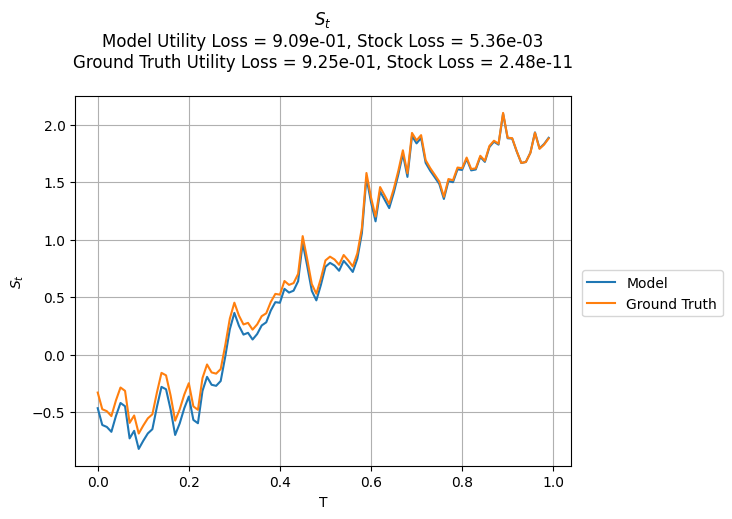 S_t
Model Utility Loss = 9.09e-01, Stock Loss = 5.36e-03
Ground Truth Utility Loss = 9.25e-01, Stock Loss = 2.48e-11
2.0
1.5
1.0
0.5
0.0
−0.5
S_t
0.0 0.2 0.4 0.6 0.8 1.0
T
Model
Ground Truth